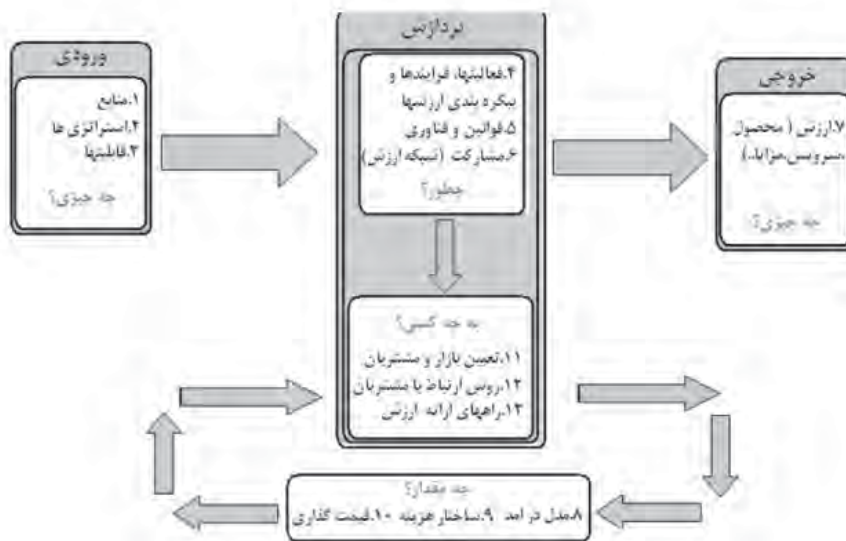 ورودی
۱.منابع
۲.استراتژی ها
۳.قابلیتها
چه چیزی؟
پردازش
۴.فعالیتها، فرایندها و
پیکره بندی ارزشها
۵.قوانین و فناوری
۶.مشارکت (شبکه ارزش)
چطور؟
به چه کسی؟
۱۱.تعیین بازار و مشتریان
۱۲.روش ارتباط با مشتریان
۱۳.راههای ارائه ارزش
خروجی
۷.ارزش ( محصول
،سرویس،مزایا..)
چه چیزی؟
چه مقدار؟
۸.مدل در امد ۹.ساختار هزینه ۱۰.قیمت گذاری